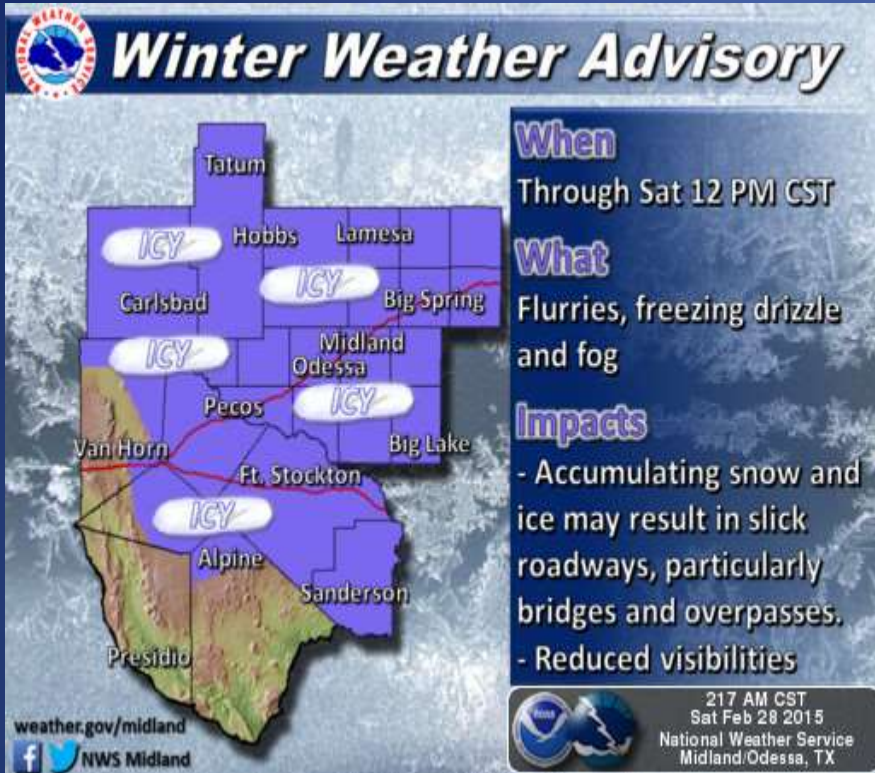 NATIONAL WEATHER SERVICE
Winter Weather Advisory
Tatum
ICY
Hobbs
Lamesa
ICY
Carlsbad
Big Spring
ICY
Midland
Odessa
Pecos
ICY
Van Horn
Big Lake
Ft. Stockton
ICY
Alpine
Sanderson
Presidio
weather.gov/midland
NWS Midland
When
Through Sat 12 PM CST
What
Flurries, freezing drizzle
and fog
Impacts
- Accumulating snow and
ice may result in slick
roadways, particularly
bridges and overpasses.
- Reduced visibilities
NOAA
217 AM CST
Sat Feb 28 2015
National Weather Service
Midland/Odessa, TX